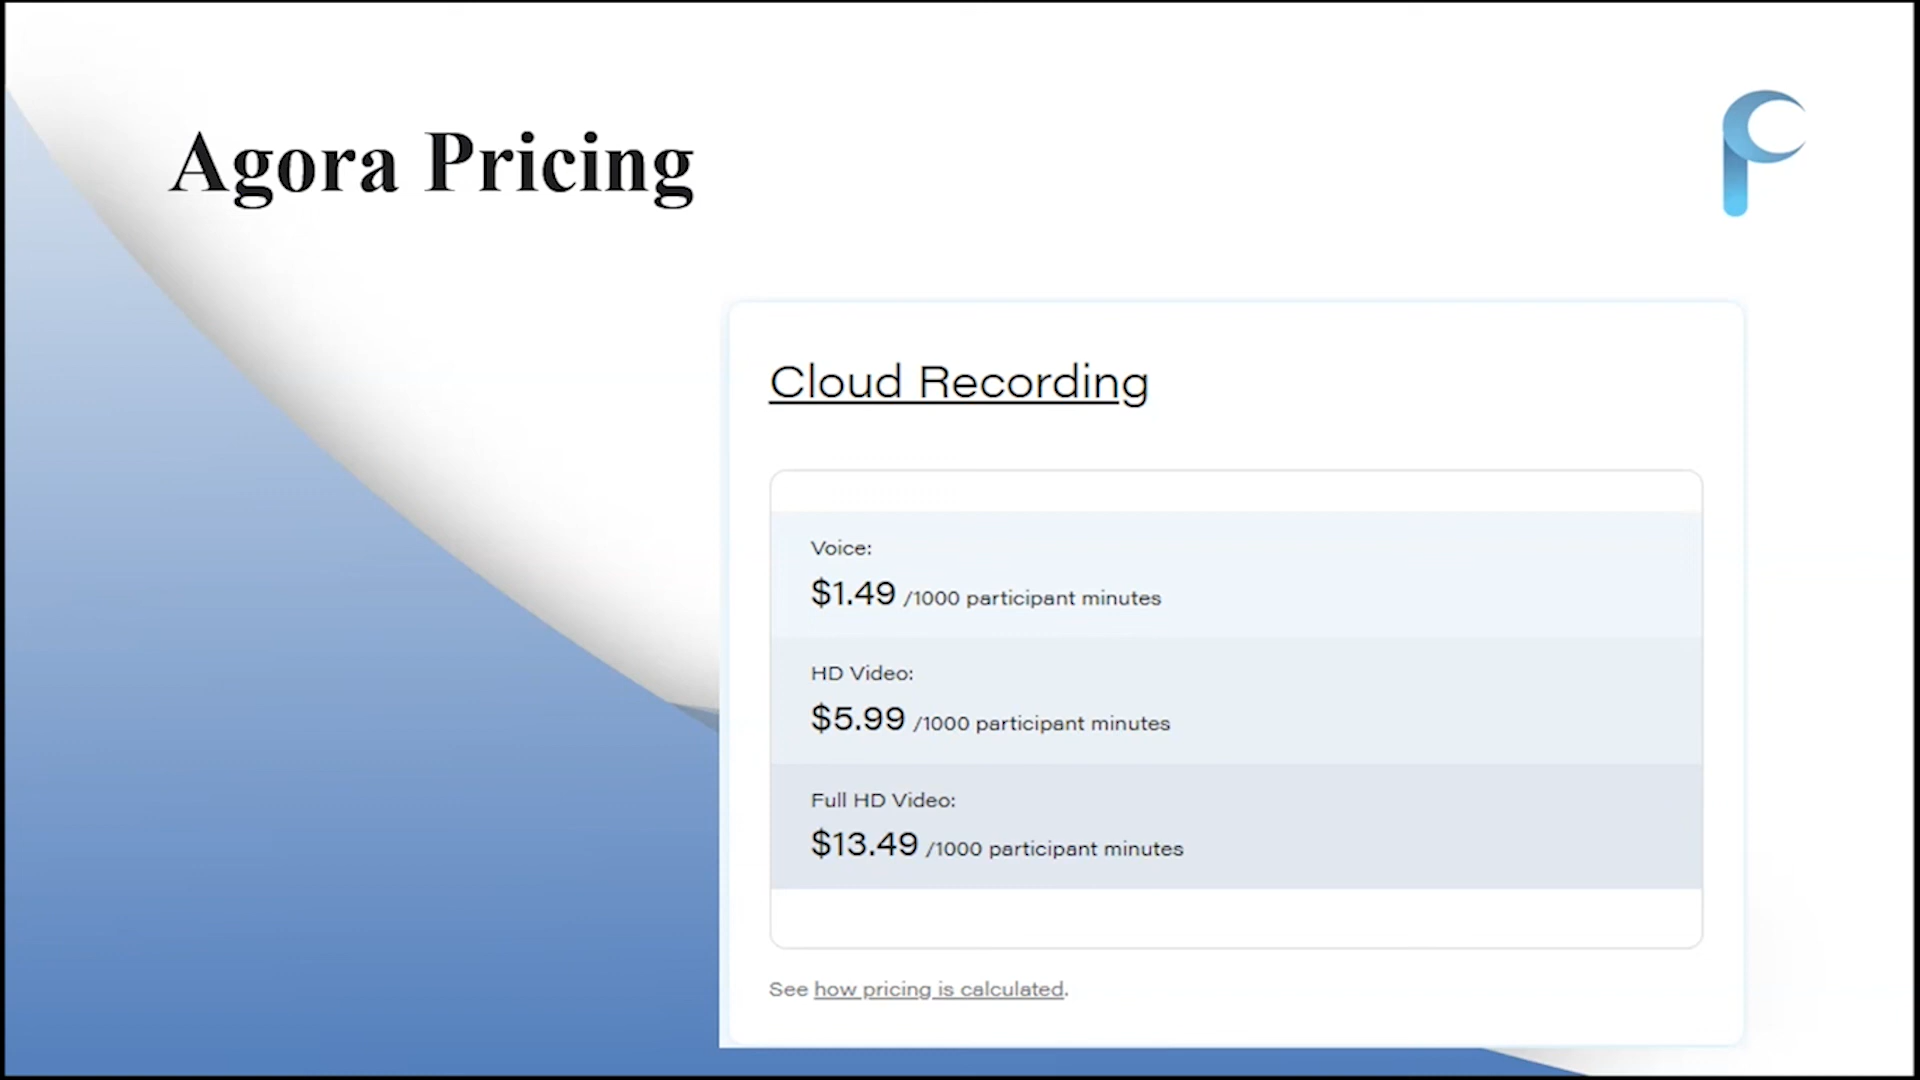 Agora Pricing
Cloud Recording
Voice:
$1.49 /1000 participant minutes
HD Video:
$5.99 /1000 participant minutes
Full HD Video:
$13.49 /1000 participant minutes
See how pricing is calculated.